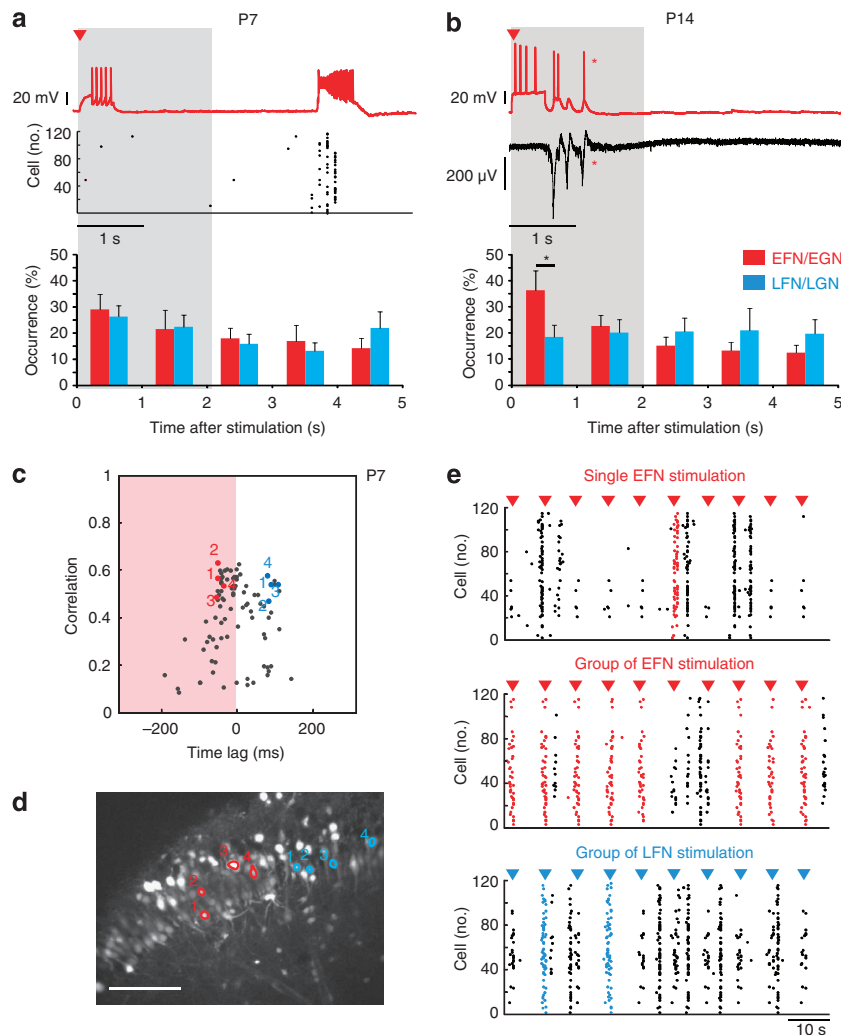 a
P7
20 mV
120
80
40
Cell (no.)
1 s
50
40
30
20
10
0
Occurrence (%)
0 1 2 3 4 5
Time after stimulation (s)
b
P14
*
20 mV
*
200 µV
1 s
EFN/EGN
LFN/LGN
*
50
40
30
20
10
0
Occurrence (%)
0 1 2 3 4 5
Time after stimulation (s)
c
P7
1
0.8
0.6
0.4
0.2
0
Correlation
2
1
3
4
4
1
3
2
−200 0 200
Time lag (ms)
d
3
4
2
1
1
2
3
4
e
Single EFN stimulation
120
80
40
0
Cell (no.)
Group of EFN stimulation
120
80
40
0
Cell (no.)
Group of LFN stimulation
120
80
40
0
Cell (no.)
10 s